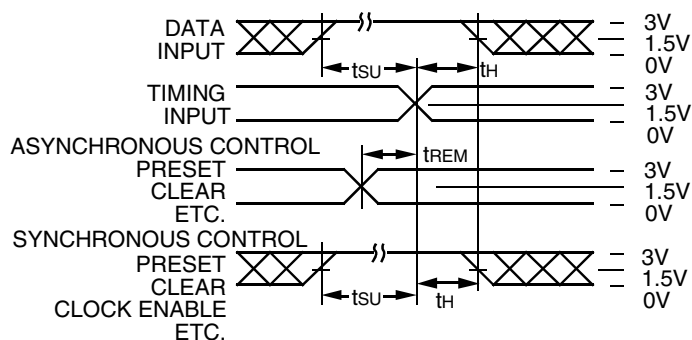 DATA INPUT
tSU
tH
3V
1.5V
0V
TIMING INPUT
3V
1.5V
0V
ASYNCHRONOUS CONTROL
tREM
PRESET
CLEAR
ETC.
3V
1.5V
0V
SYNCHRONOUS CONTROL
PRESET
CLEAR
CLOCK ENABLE
ETC.
tSU
tH
3V
1.5V
0V